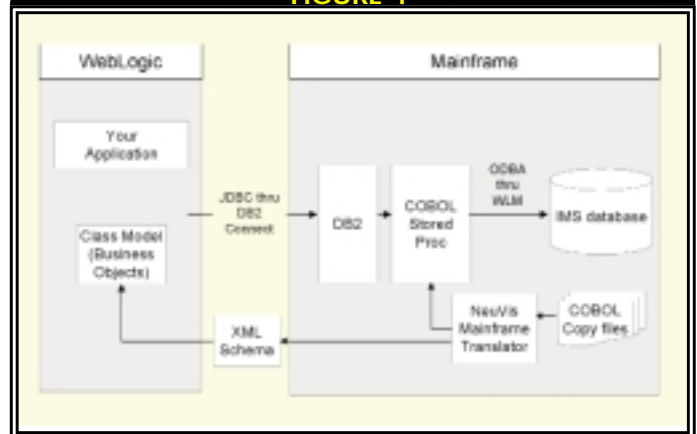 WebLogic
Mainframe
Your
Application
Class Model
(Business
Objects)
JDBC thru
DB2
Connect
DB2
COBOL
Stored
Proc
ODBA
thru
WLM
IMS database
XML
Schema
NeuVis
Mainframe
Translator
COBOL
Copy files